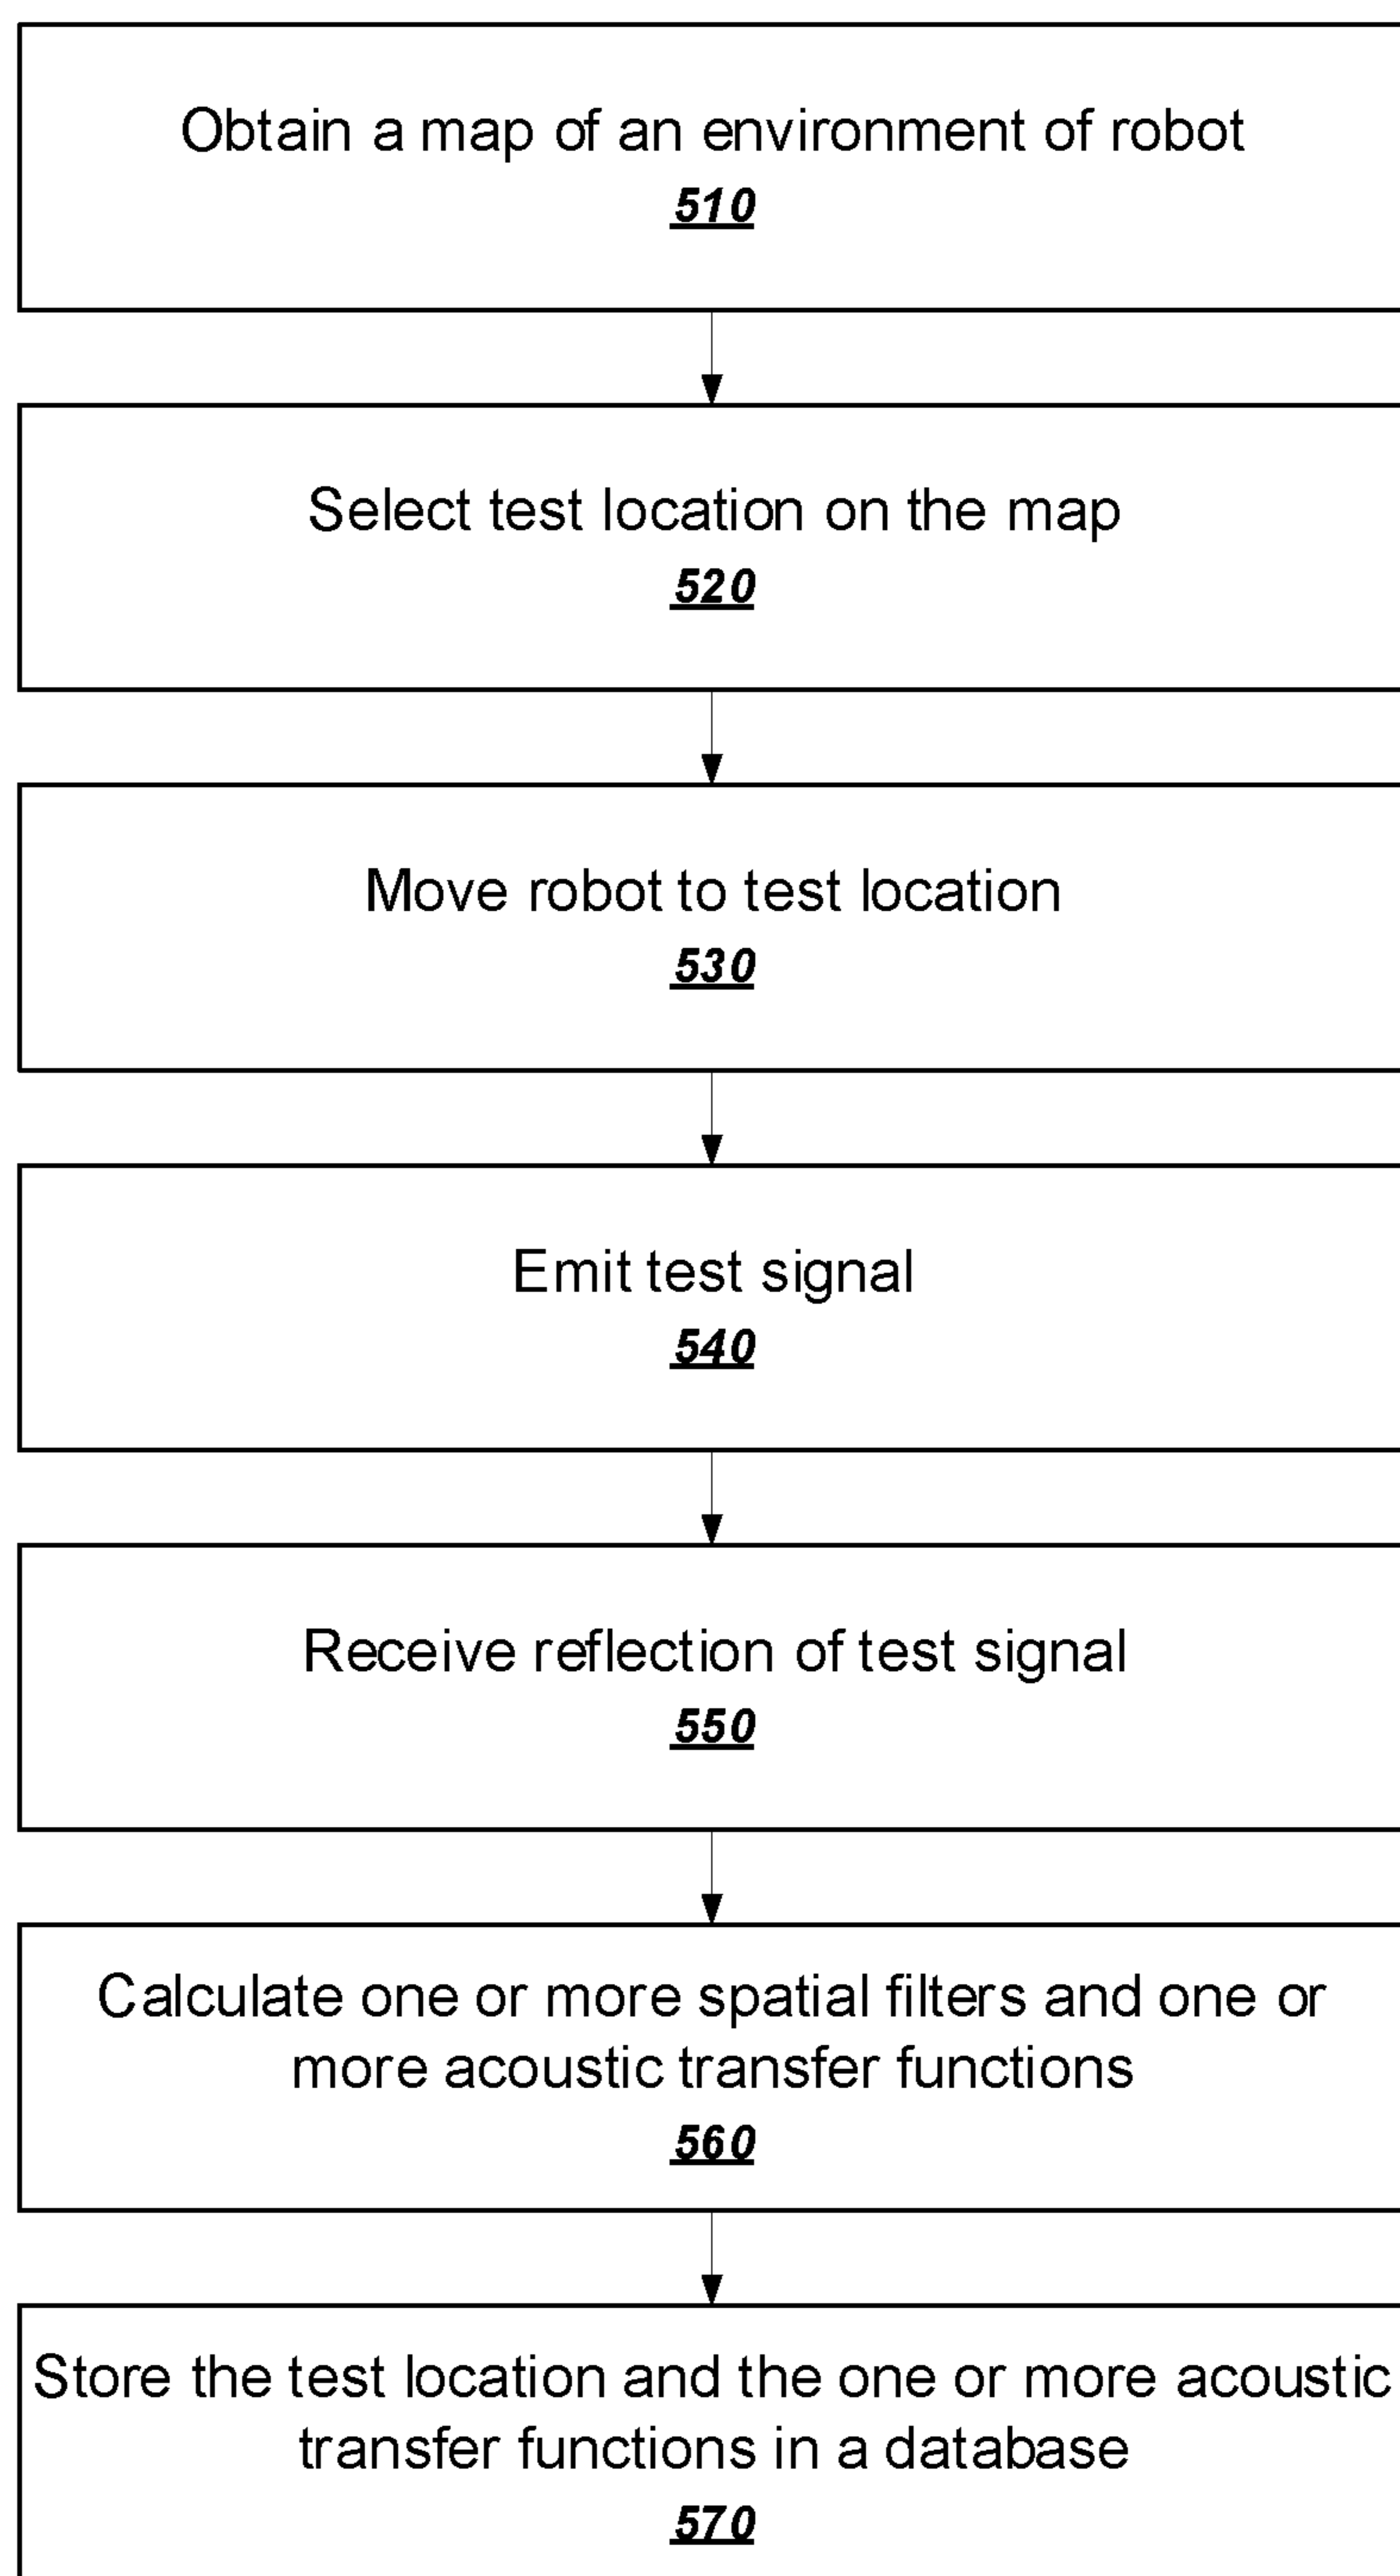 Obtain a map of an environment of robot
510
Select test location on the map
520
Move robot to test location
530
Emit test signal
540
Receive reflection of test signal
550
Calculate one or more spatial filters and one or
more acoustic transfer functions
560
Store the test location and the one or more acoustic
transfer functions in a database
570